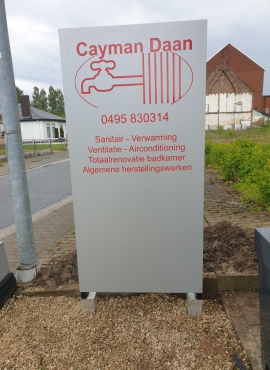 Cayman Daan
0495 830314
Sanitair - Verwarming
Ventilatie - Airconditioning
Totaalrenovatie badkamer
Algemene herstellingswerken